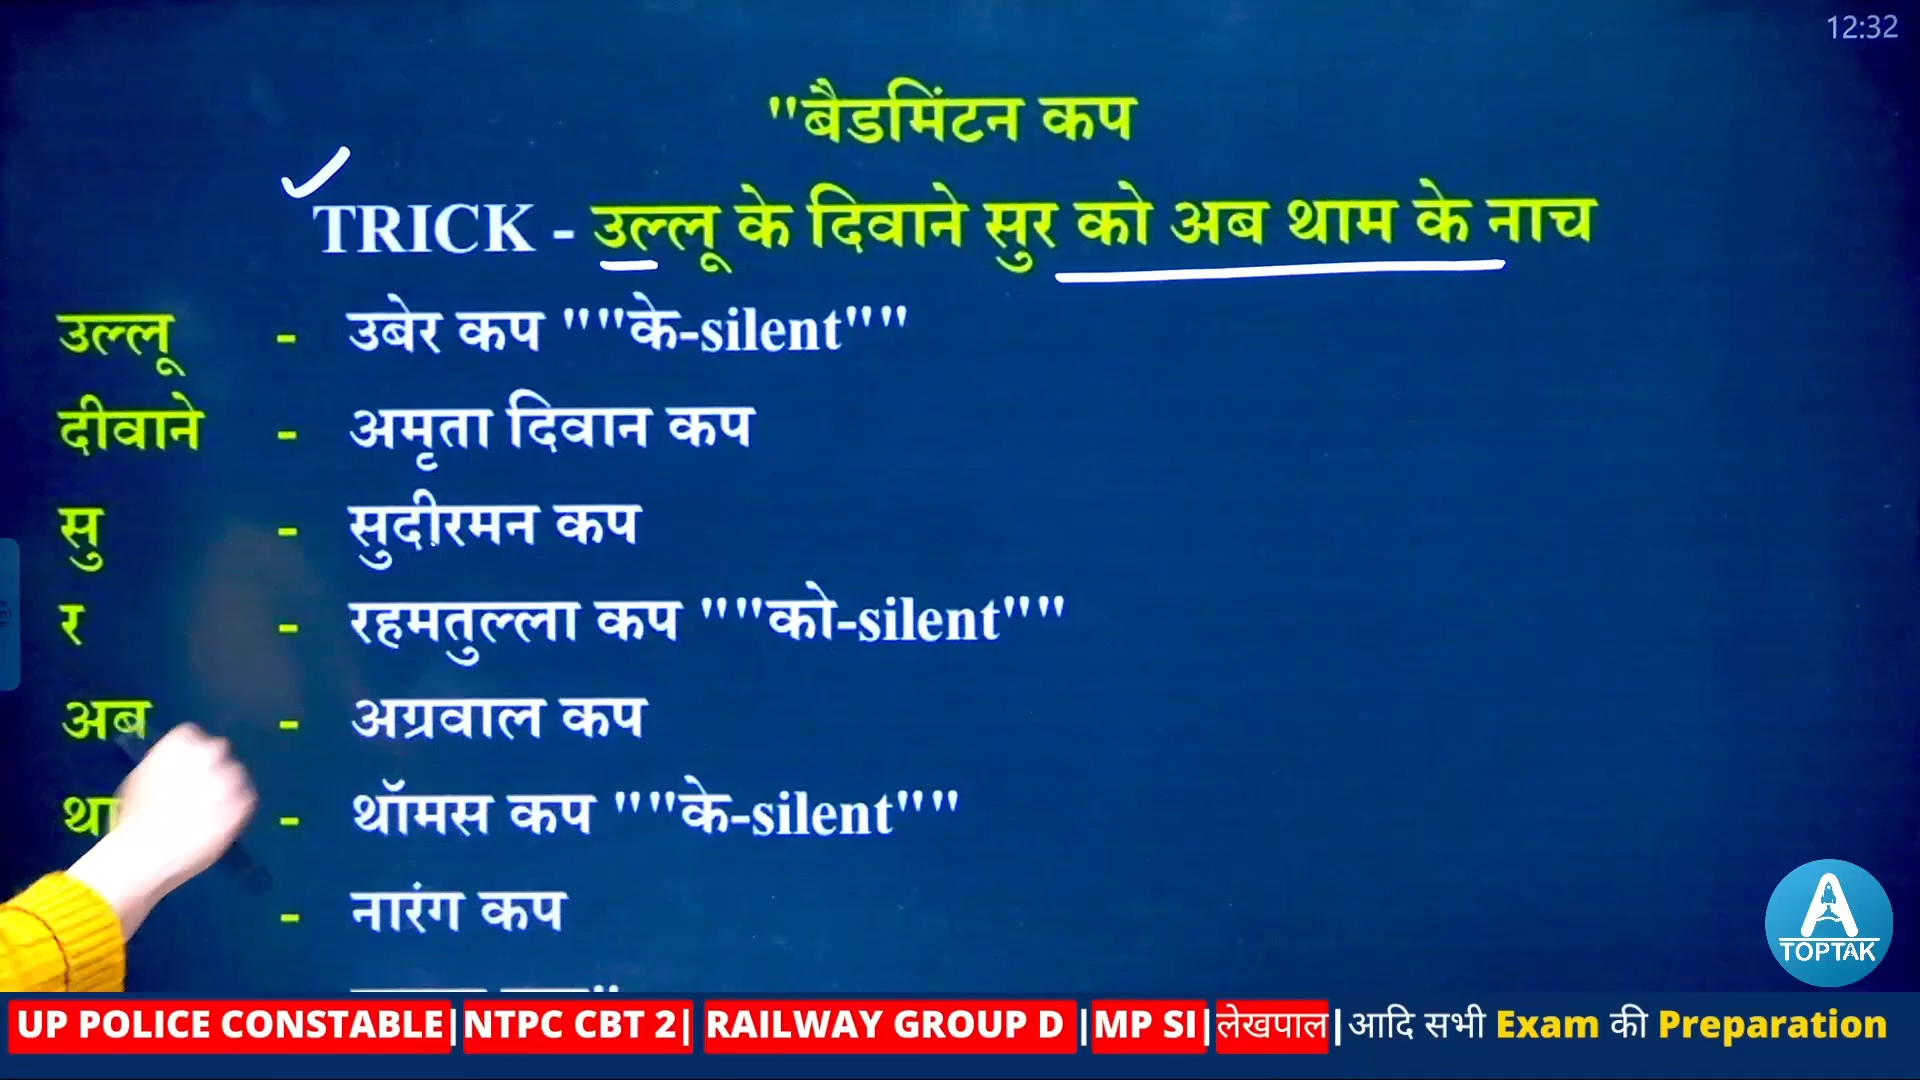 12:32
"बैडमिंटन कप
TRICK - उल्लू के दिवाने सुर को अब थाम के नाच
उल्लू - उबेर कप ""के-silent""
दीवाने - अमृता दिवान कप
सु - सुदीरमन कप
र - रहमतुल्ला कप ""को-silent""
अब - अग्रवाल कप
था - थॉमस कप ""के-silent""
- नारंग कप
A
TOPTAK
UP POLICE CONSTABLE|NTPC CBT 2| RAILWAY GROUP D |MP SI|लेखपाल|आदि सभी Exam की Preparation